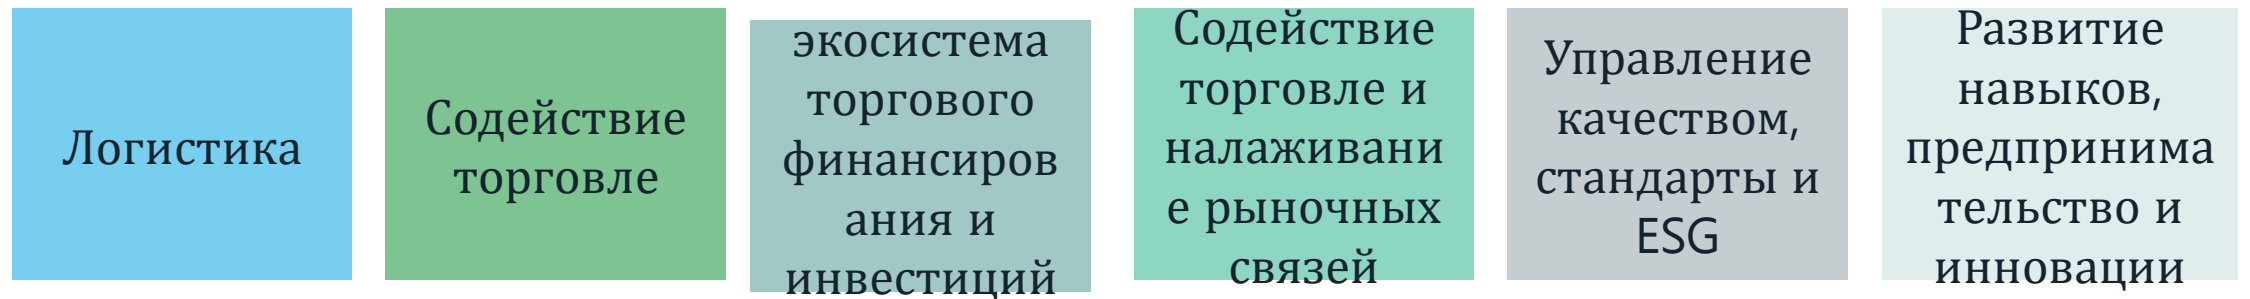 Логистика
Содействие
торговле
экосистема
торгового
финансиров
ания и
инвестиций
Содействие
торговле и
налаживани
е рыночных
связей
Управление
качеством,
стандарты и
ESG
Развитие
навыков,
предпринима
тельство и
инновации